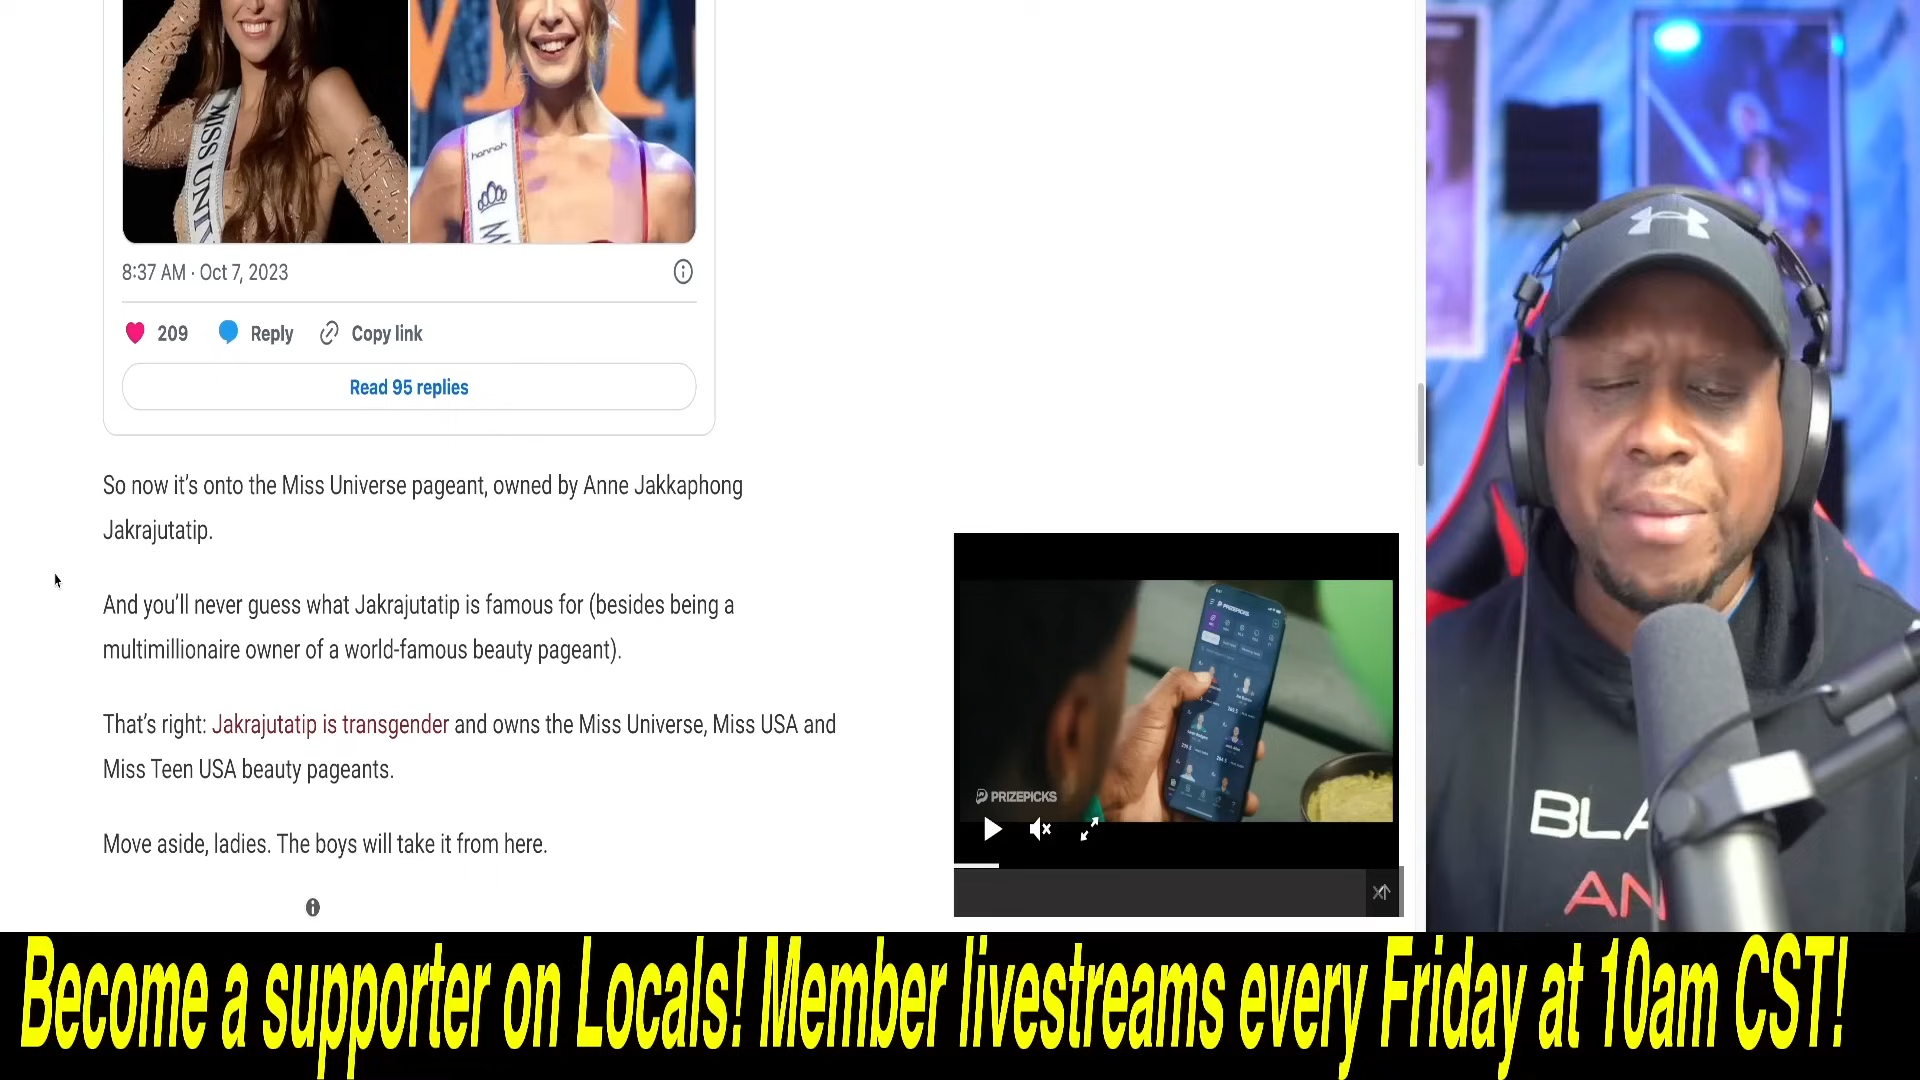 MISS UNIV
hannah
M
8:37 AM · Oct 7, 2023
209
Reply
Copy link
Read 95 replies
So now it's onto the Miss Universe pageant, owned by Anne Jakkaphong
Jakrajutatip.
And you'll never guess what Jakrajutatip is famous for (besides being a
multimillionaire owner of a world-famous beauty pageant).
That's right: Jakrajutatip is transgender and owns the Miss Universe, Miss USA and
Miss Teen USA beauty pageants.
Move aside, ladies. The boys will take it from here.
PRIZEPICKS
PRIZEPICKS
BLA
AN
Become a supporter on Locals! Member livestreams every Friday at 10am CST!